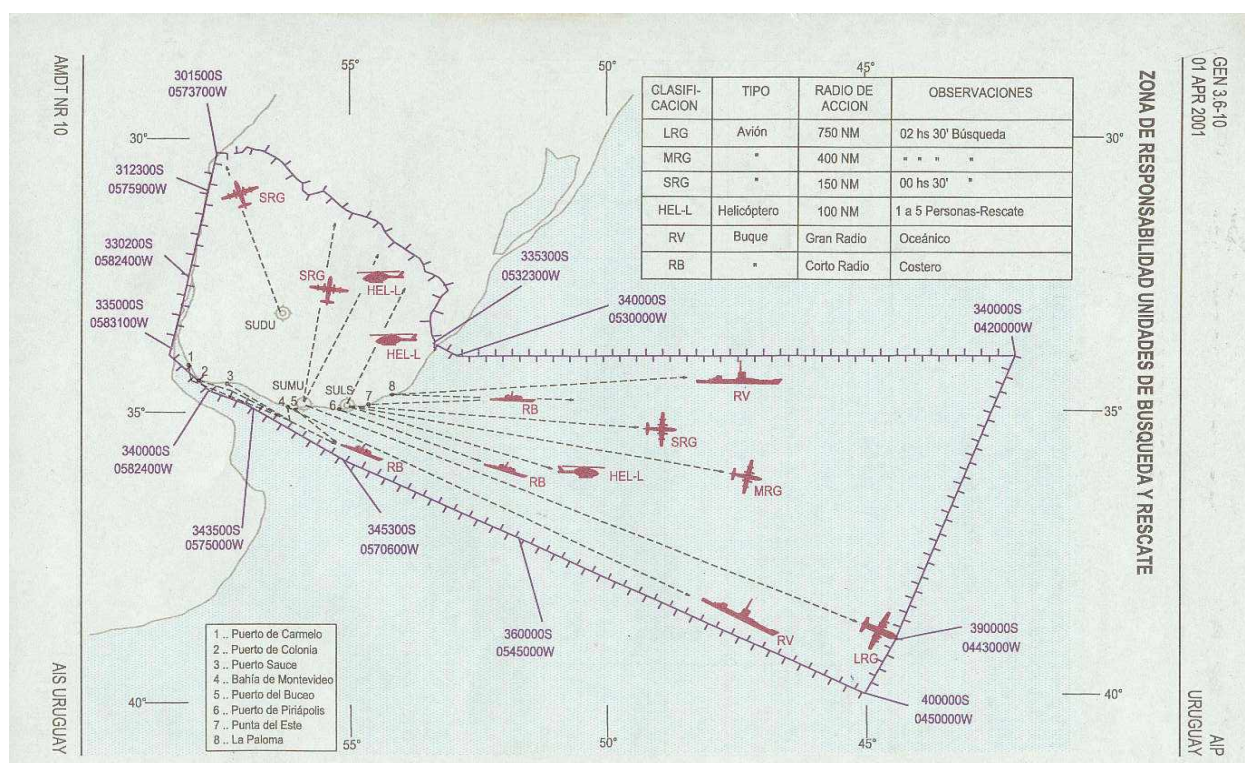 GEN 3.6-10
01 APR 2001
AIP
URUGUAY
ZONA DE RESPONSABILIDAD UNIDADES DE BUSQUEDA Y RESCATE
AMDT NR 10
AIS URUGUAY
55°
50°
45°
30°
30°
35°
35°
40°
40°
55°
50°
45°
CLASIFI-CACION TIPO RADIO DE ACCION OBSERVACIONES
LRG Avión 750 NM 02 hs 30' Búsqueda
MRG " 400 NM " " " "
SRG " 150 NM 00 hs 30' "
HEL-L Helicóptero 100 NM 1 a 5 Personas-Rescate
RV Buque Gran Radio Oceánico
RB " Corto Radio Costero
301500S
0573700W
312300S
0575900W
330200S
0582400W
335000S
0583100W
340000S
0582400W
343500S
0575000W
345300S
0570600W
360000S
0545000W
335300S
0532300W
340000S
0530000W
340000S
0420000W
390000S
0443000W
400000S
0450000W
SRG
SRG
HEL-L
HEL-L
SUDU
SUMU
SULS
1
2
3
4
5
6
7
8
RV
RB
SRG
MRG
HEL-L
RB
RB
RV
LRG
1 .. Puerto de Carmelo
2 .. Puerto de Colonia
3 .. Puerto Sauce
4 .. Bahía de Montevideo
5 .. Puerto del Buceo
6 .. Puerto de Piriápolis
7 .. Punta del Este
8 .. La Paloma